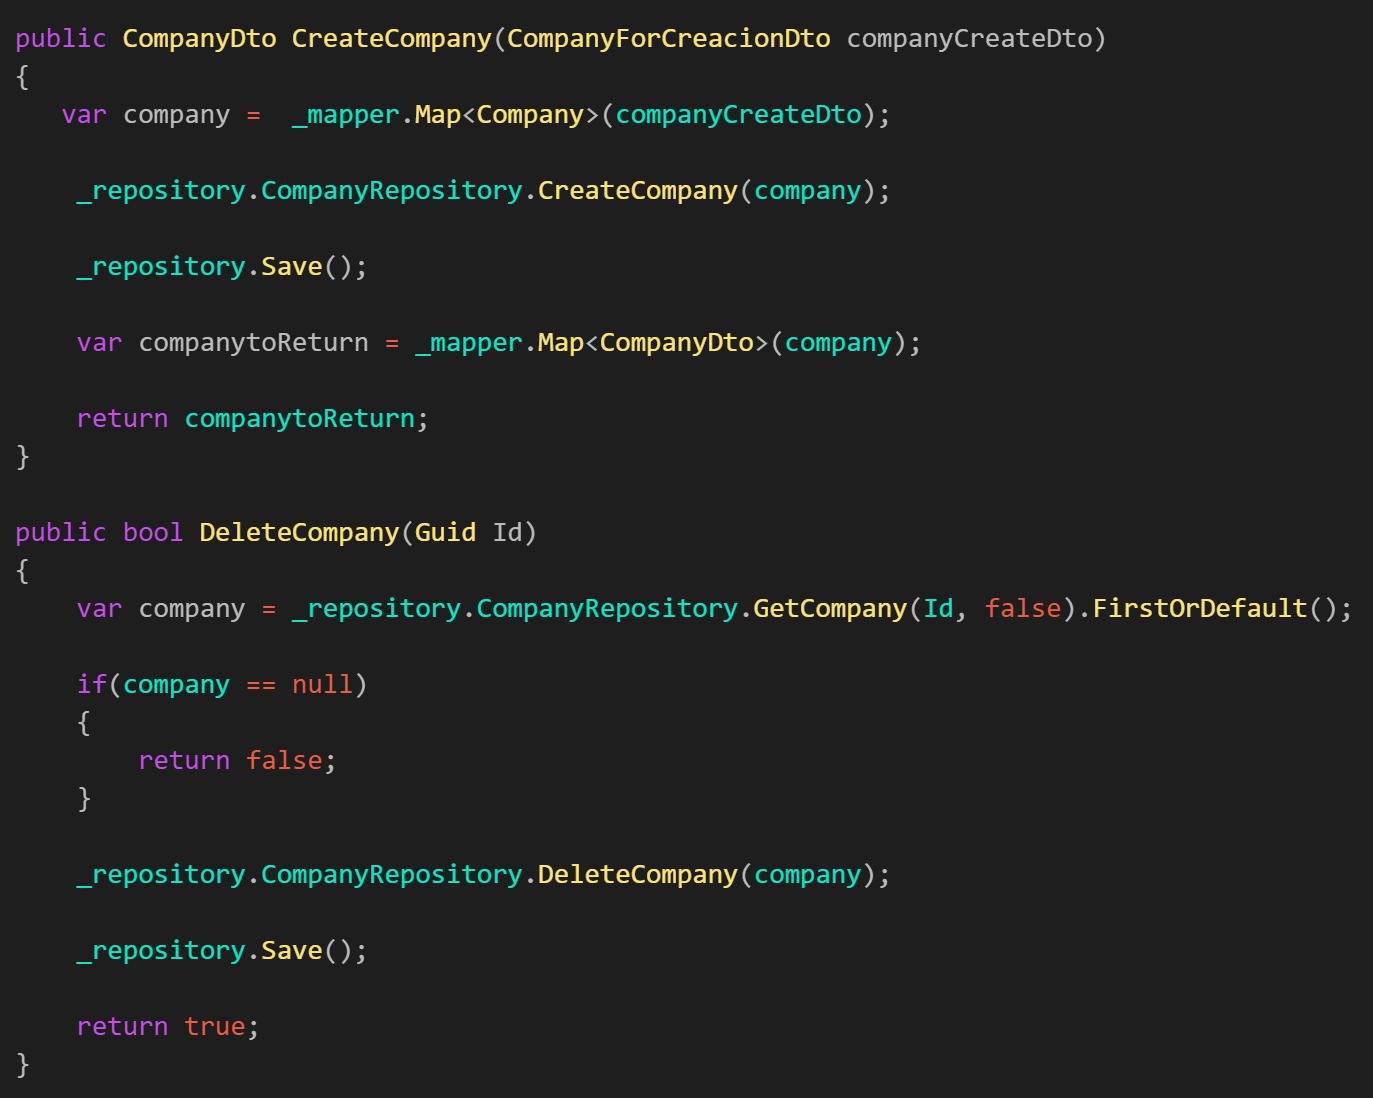 public CompanyDto CreateCompany(CompanyForCreacionDto companyCreateDto)
{
   var company =  _mapper.Map<Company>(companyCreateDto);
    _repository.CompanyRepository.CreateCompany(company);
    _repository.Save();
    var companytoReturn = _mapper.Map<CompanyDto>(company);
    return companytoReturn;
}
public bool DeleteCompany(Guid Id)
{
    var company = _repository.CompanyRepository.GetCompany(Id, false).FirstOrDefault();
    if(company == null)
    {
        return false;
    }
    _repository.CompanyRepository.DeleteCompany(company);
    _repository.Save();
    return true;
}